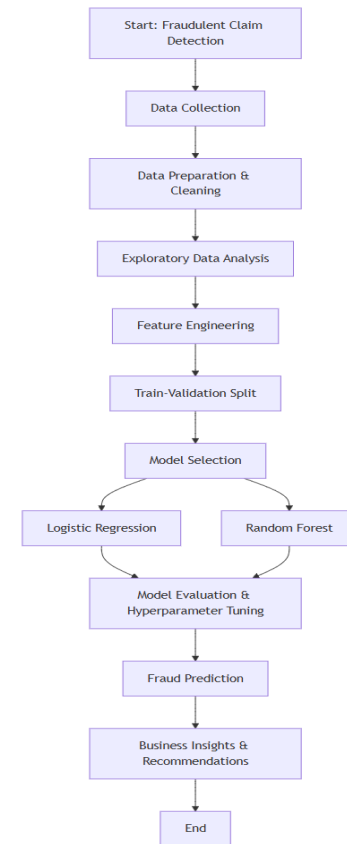 Start: Fraudulent Claim
Detection
Data Collection
Data Preparation &
Cleaning
Exploratory Data Analysis
Feature Engineering
Train-Validation Split
Model Selection
Logistic Regression
Random Forest
Model Evaluation &
Hyperparameter Tuning
Fraud Prediction
Business Insights &
Recommendations
End